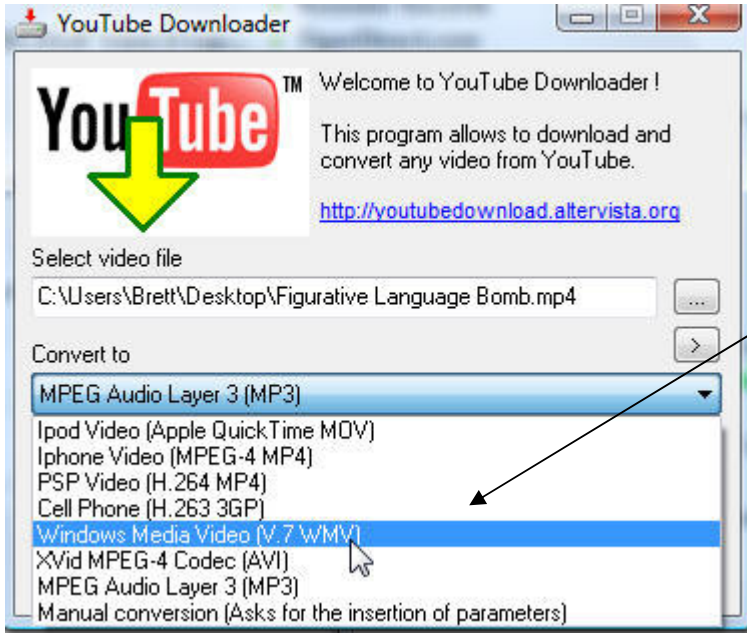 YouTube Downloader
YouTube TM
Welcome to YouTube Downloader !
This program allows to download and
convert any video from YouTube.
http://youtubedownload.altervista.org
Select video file
C:\Users\Brett\Desktop\Figurative Language Bomb.mp4
...
>
Convert to
MPEG Audio Layer 3 (MP3)
Ipod Video (Apple QuickTime MOV)
Iphone Video (MPEG-4 MP4)
PSP Video (H.264 MP4)
Cell Phone (H.263 3GP)
Windows Media Video (V.7 WMV)
XVid MPEG-4 Codec (AVI)
MPEG Audio Layer 3 (MP3)
Manual conversion (Asks for the insertion of parameters)